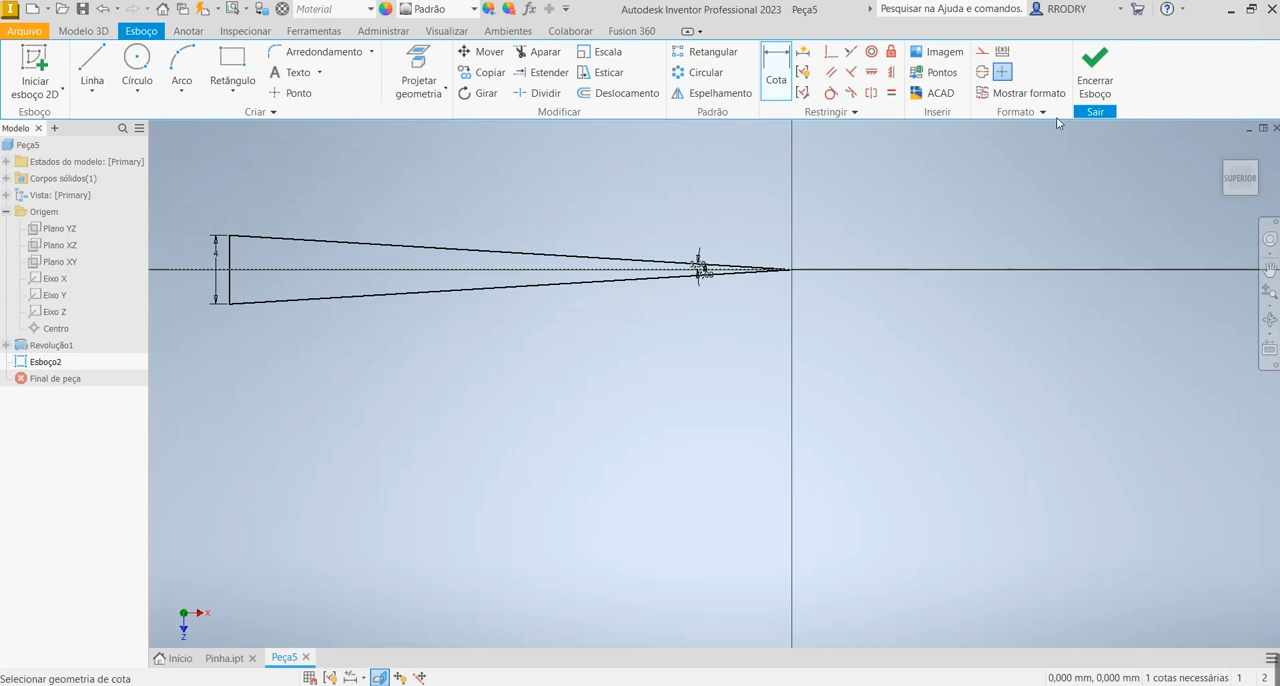 Material
Padrão
Autodesk Inventor Professional 2023 Peça5
Pesquisar na Ajuda e comandos.
RRODRY
Arquivo Modelo 3D Esboço Anotar Inspecionar Ferramentas Administrar Visualizar Ambientes Colaborar Fusion 360
Iniciar
esboço 2D
Linha
Círculo
Arco
Retângulo
Arredondamento
Texto
Ponto
Projetar
geometria
Mover
Copiar
Girar
Aparar
Estender
Dividir
Escala
Esticar
Deslocamento
Retangular
Circular
Espelhamento
Cota
Imagem
Pontos
ACAD
Mostrar formato
Encerrar
Esboço
Esboço Criar Modificar Padrão Restringir Inserir Formato Sair
Modelo
Peça5
Estados do modelo: [Primary]
Corpos sólidos(1)
Vista: [Primary]
Origem
Plano YZ
Plano XZ
Plano XY
Eixo X
Eixo Y
Eixo Z
Centro
Revolução1
Esboço2
Final de peça
4
SUPERIOR
X
Z
Início Pinha.ipt Peça5
Selecionar geometria de cota
0,000 mm, 0,000 mm 1 cotas necessárias 1 2